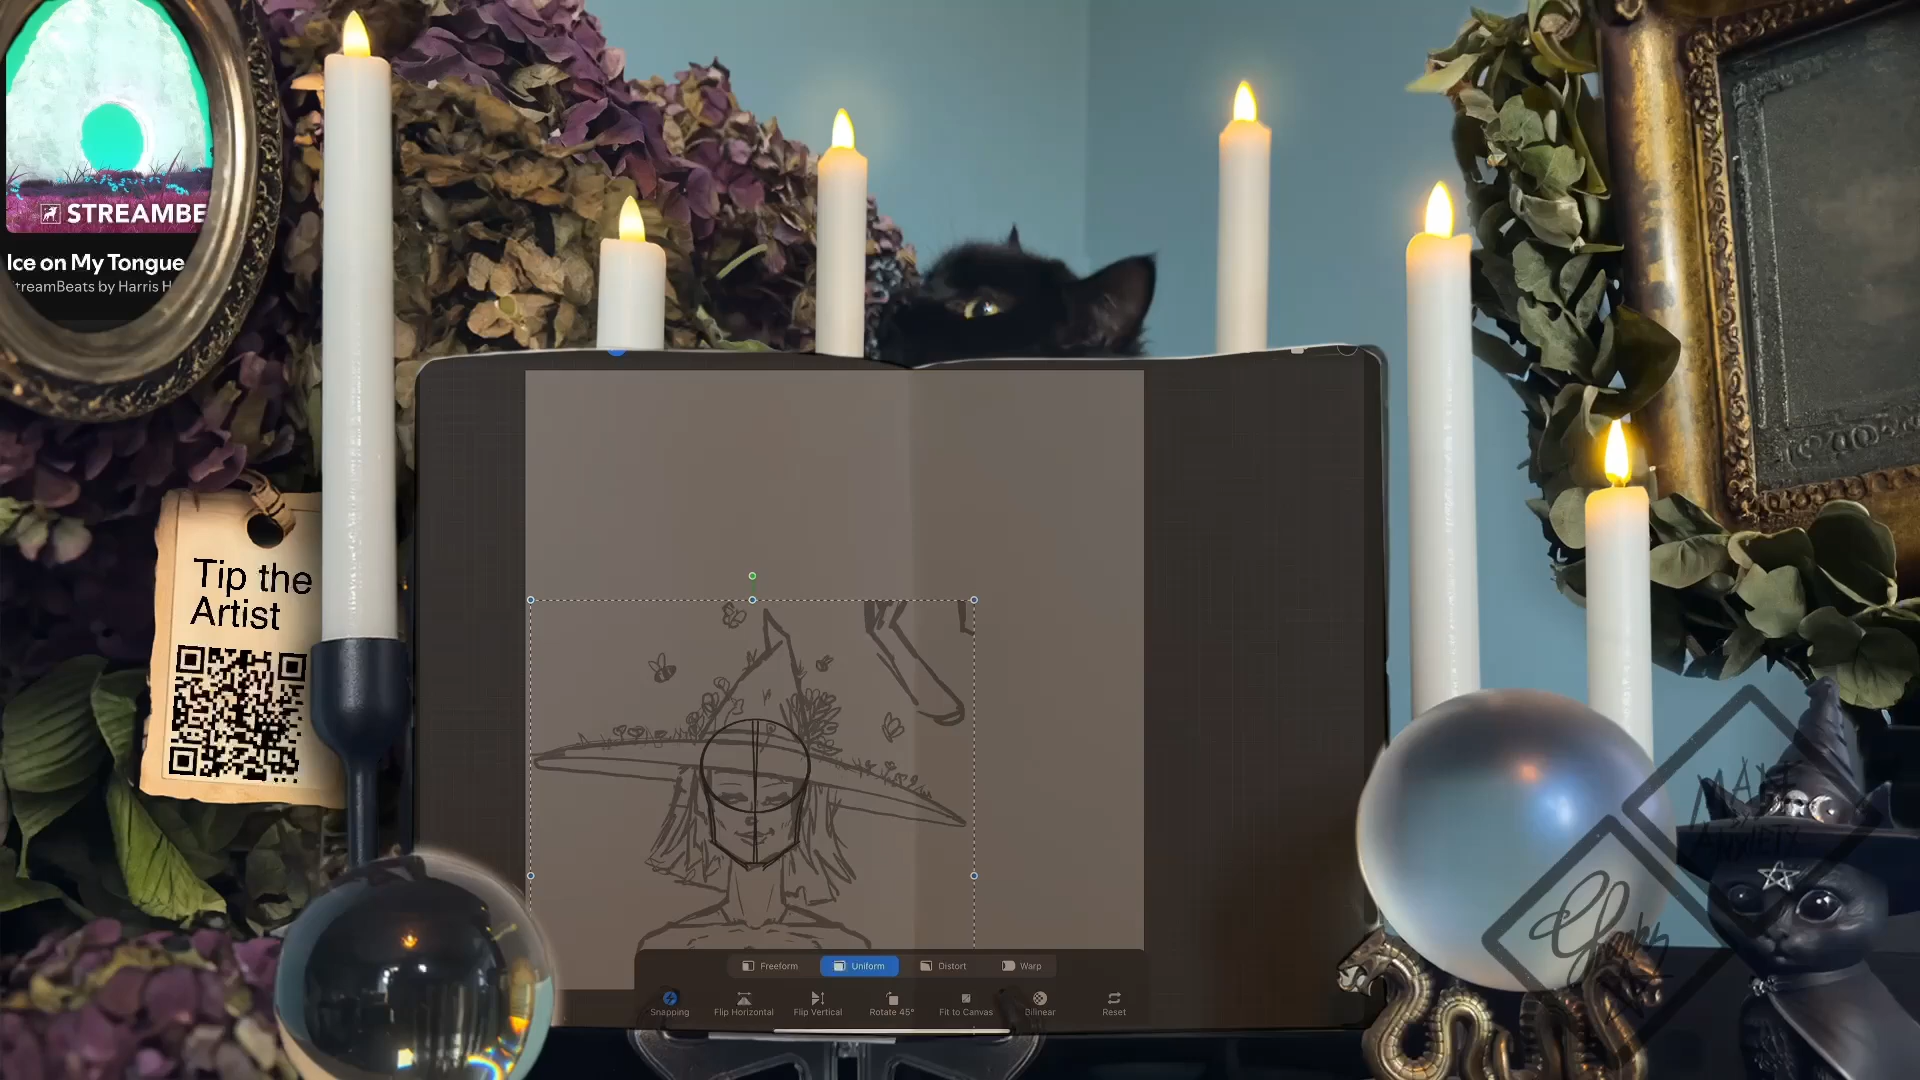 STREAMBE
Ice on My Tongue
treamBeats by Harris H
Tip the
Artist
Freeform
Uniform
Distort
Warp
Snapping
Flip Horizontal
Flip Vertical
Rotate 45°
Fit to Canvas
Bilinear
Reset